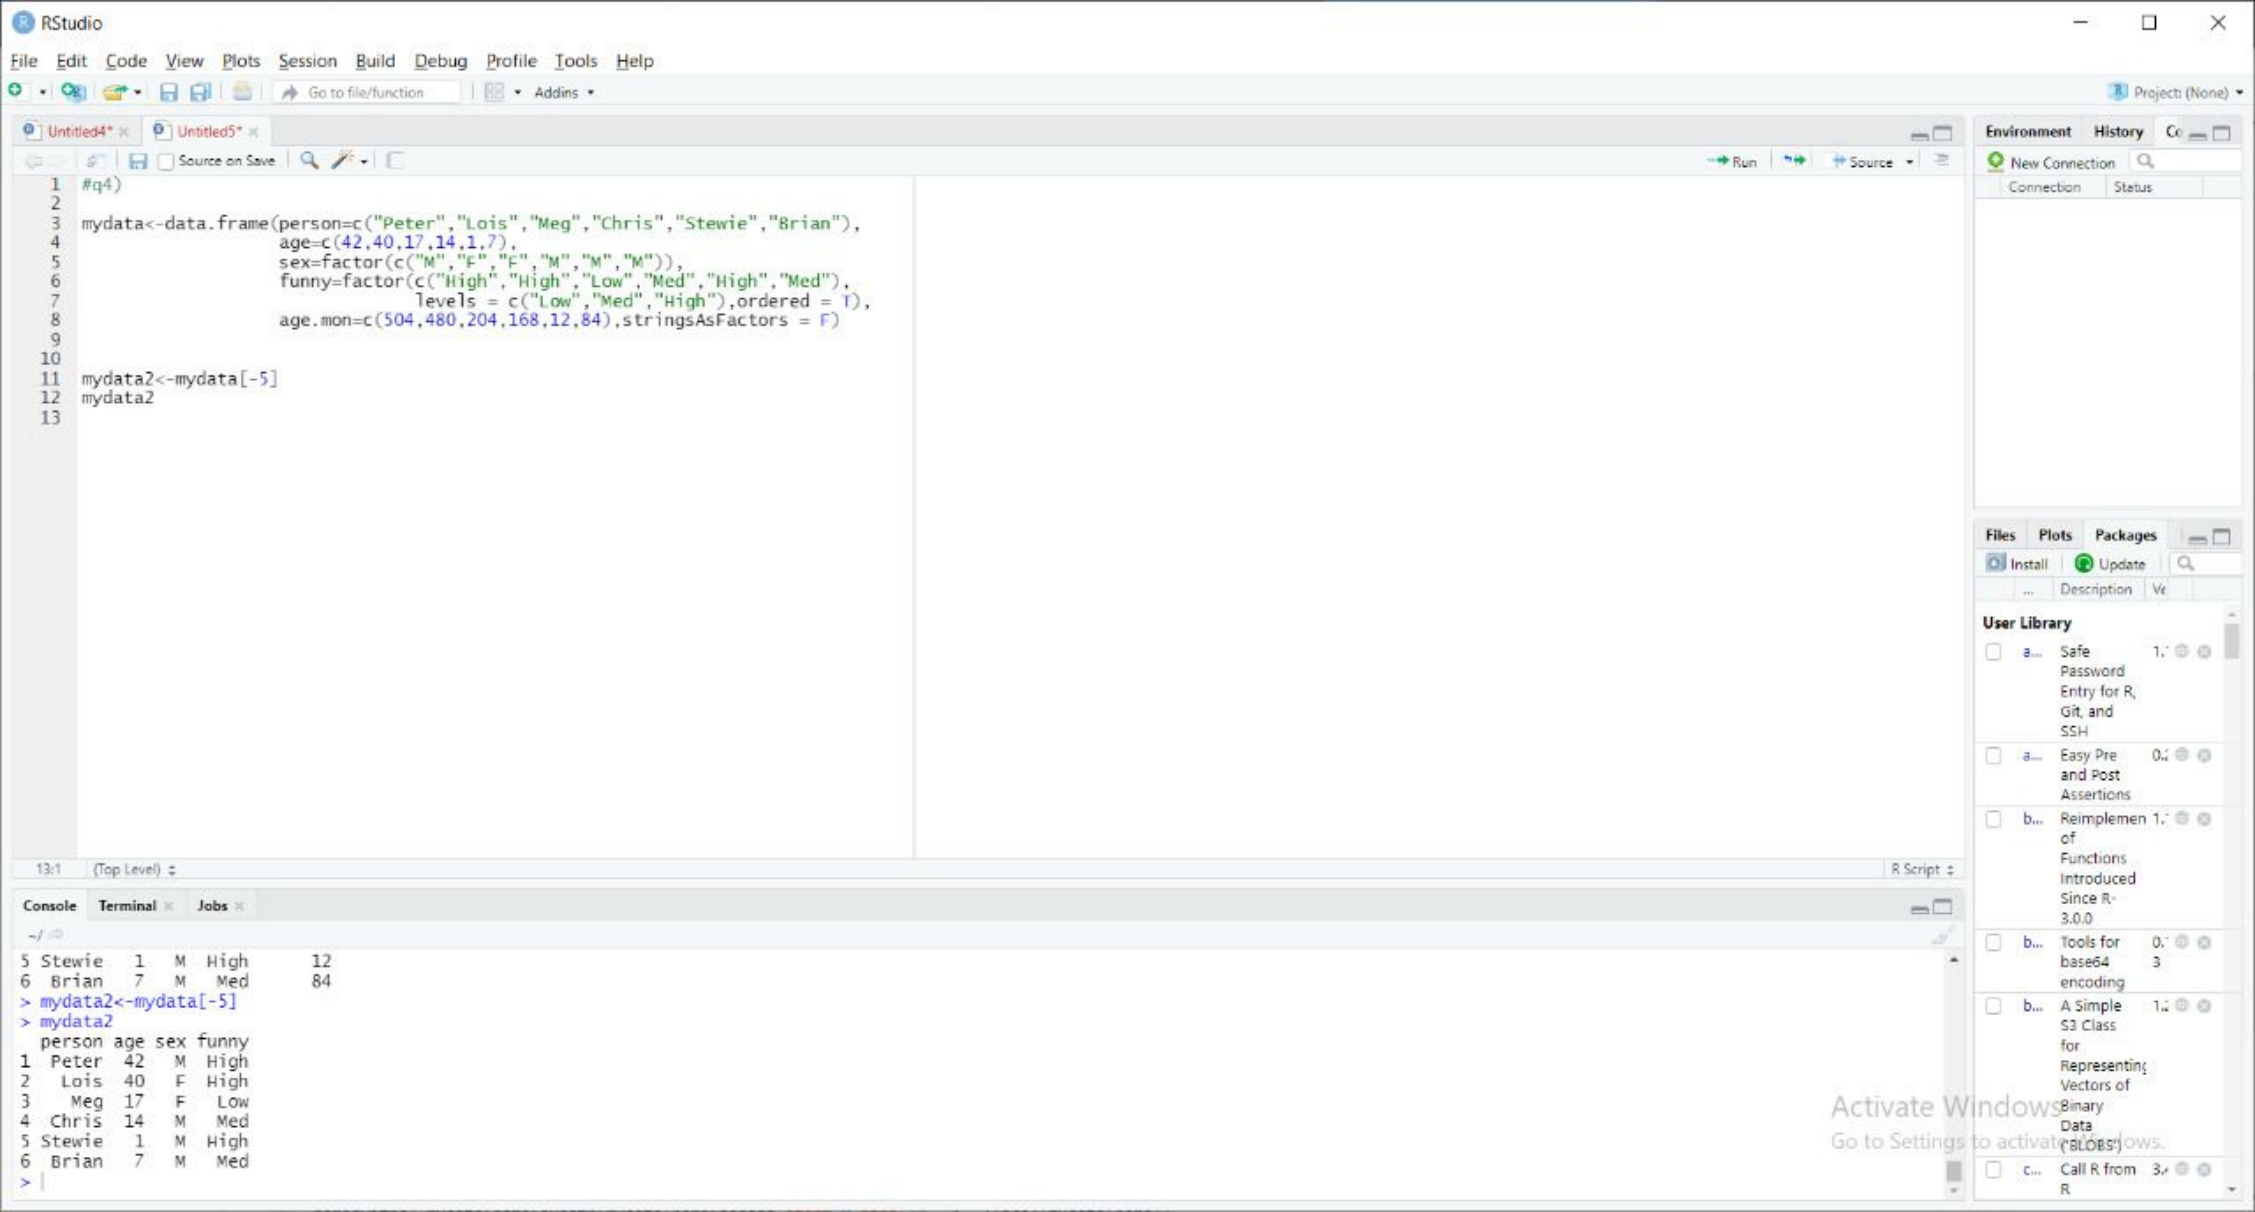 RStudio
File Edit Code View Plots Session Build Debug Profile Tools Help
Go to file/function Addins Project: (None)
Untitled4* Untitled5*
Source on Save Run Source
1 #q4)
2
3 mydata<-data.frame(person=c("Peter","Lois","Meg","Chris","Stewie","Brian"),
4 age=c(42,40,17,14,1,7),
5 sex=factor(c("M","F","F","M","M","M")),
6 funny=factor(c("High","High","Low","Med","High","Med"),
7 levels = c("Low","Med","High"),ordered = T),
8 age.mon=c(504,480,204,168,12,84),stringsAsFactors = F)
9
10
11 mydata2<-mydata[-5]
12 mydata2
13
13:1 (Top Level) R Script
Console Terminal Jobs
~/
5 Stewie 1 M High 12
6 Brian 7 M Med 84
> mydata2<-mydata[-5]
> mydata2
person age sex funny
1 Peter 42 M High
2 Lois 40 F High
3 Meg 17 F Low
4 Chris 14 M Med
5 Stewie 1 M High
6 Brian 7 M Med
>
Environment History Co
New Connection
Connection Status
Files Plots Packages
Install Update
... Description Ve
User Library
a... Safe
Password
Entry for R,
Git, and
SSH
a... Easy Pre
and Post
Assertions
b... Reimplemen
of
Functions
Introduced
Since R-
3.0.0
b... Tools for
base64 3
encoding
b... A Simple
S3 Class
for
Representing
Vectors of
Binary
Data
('BLOBS')
c... Call R from
R
Activate Windows
Go to Settings to activate Windows.